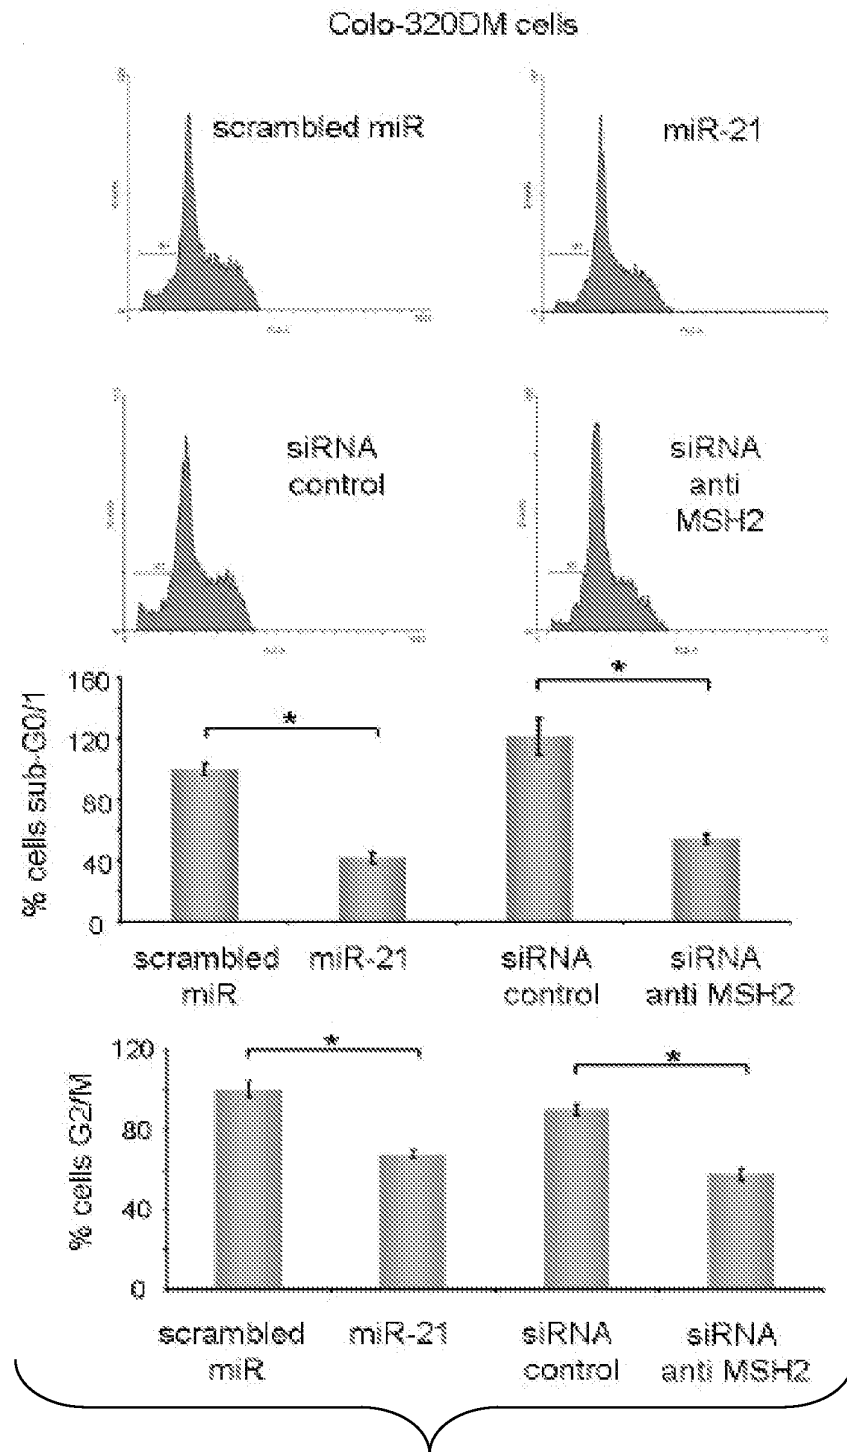 Colo-320DM cells
scrambled miR
miR-21
siRNA
control
siRNA
anti
MSH2
% cells sub-G0/1
160
120
80
40
0
*
*
scrambled
miR
miR-21
siRNA
control
siRNA
anti MSH2
% cells G2/M
120
80
40
0
*
*
scrambled
miR
miR-21
siRNA
control
siRNA
anti MSH2